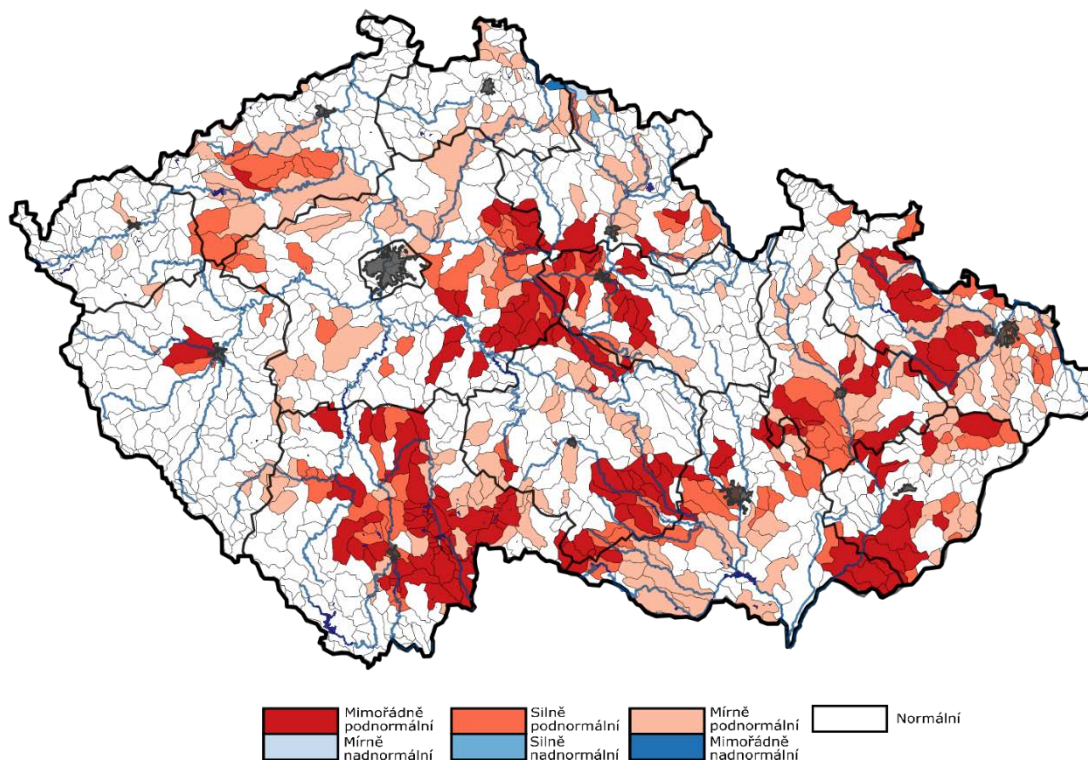 Mimořádně
podnormální
Silně
podnormální
Mírně
podnormální
Normální
Mírně
nadnormální
Silně
nadnormální
Mimořádně
nadnormální